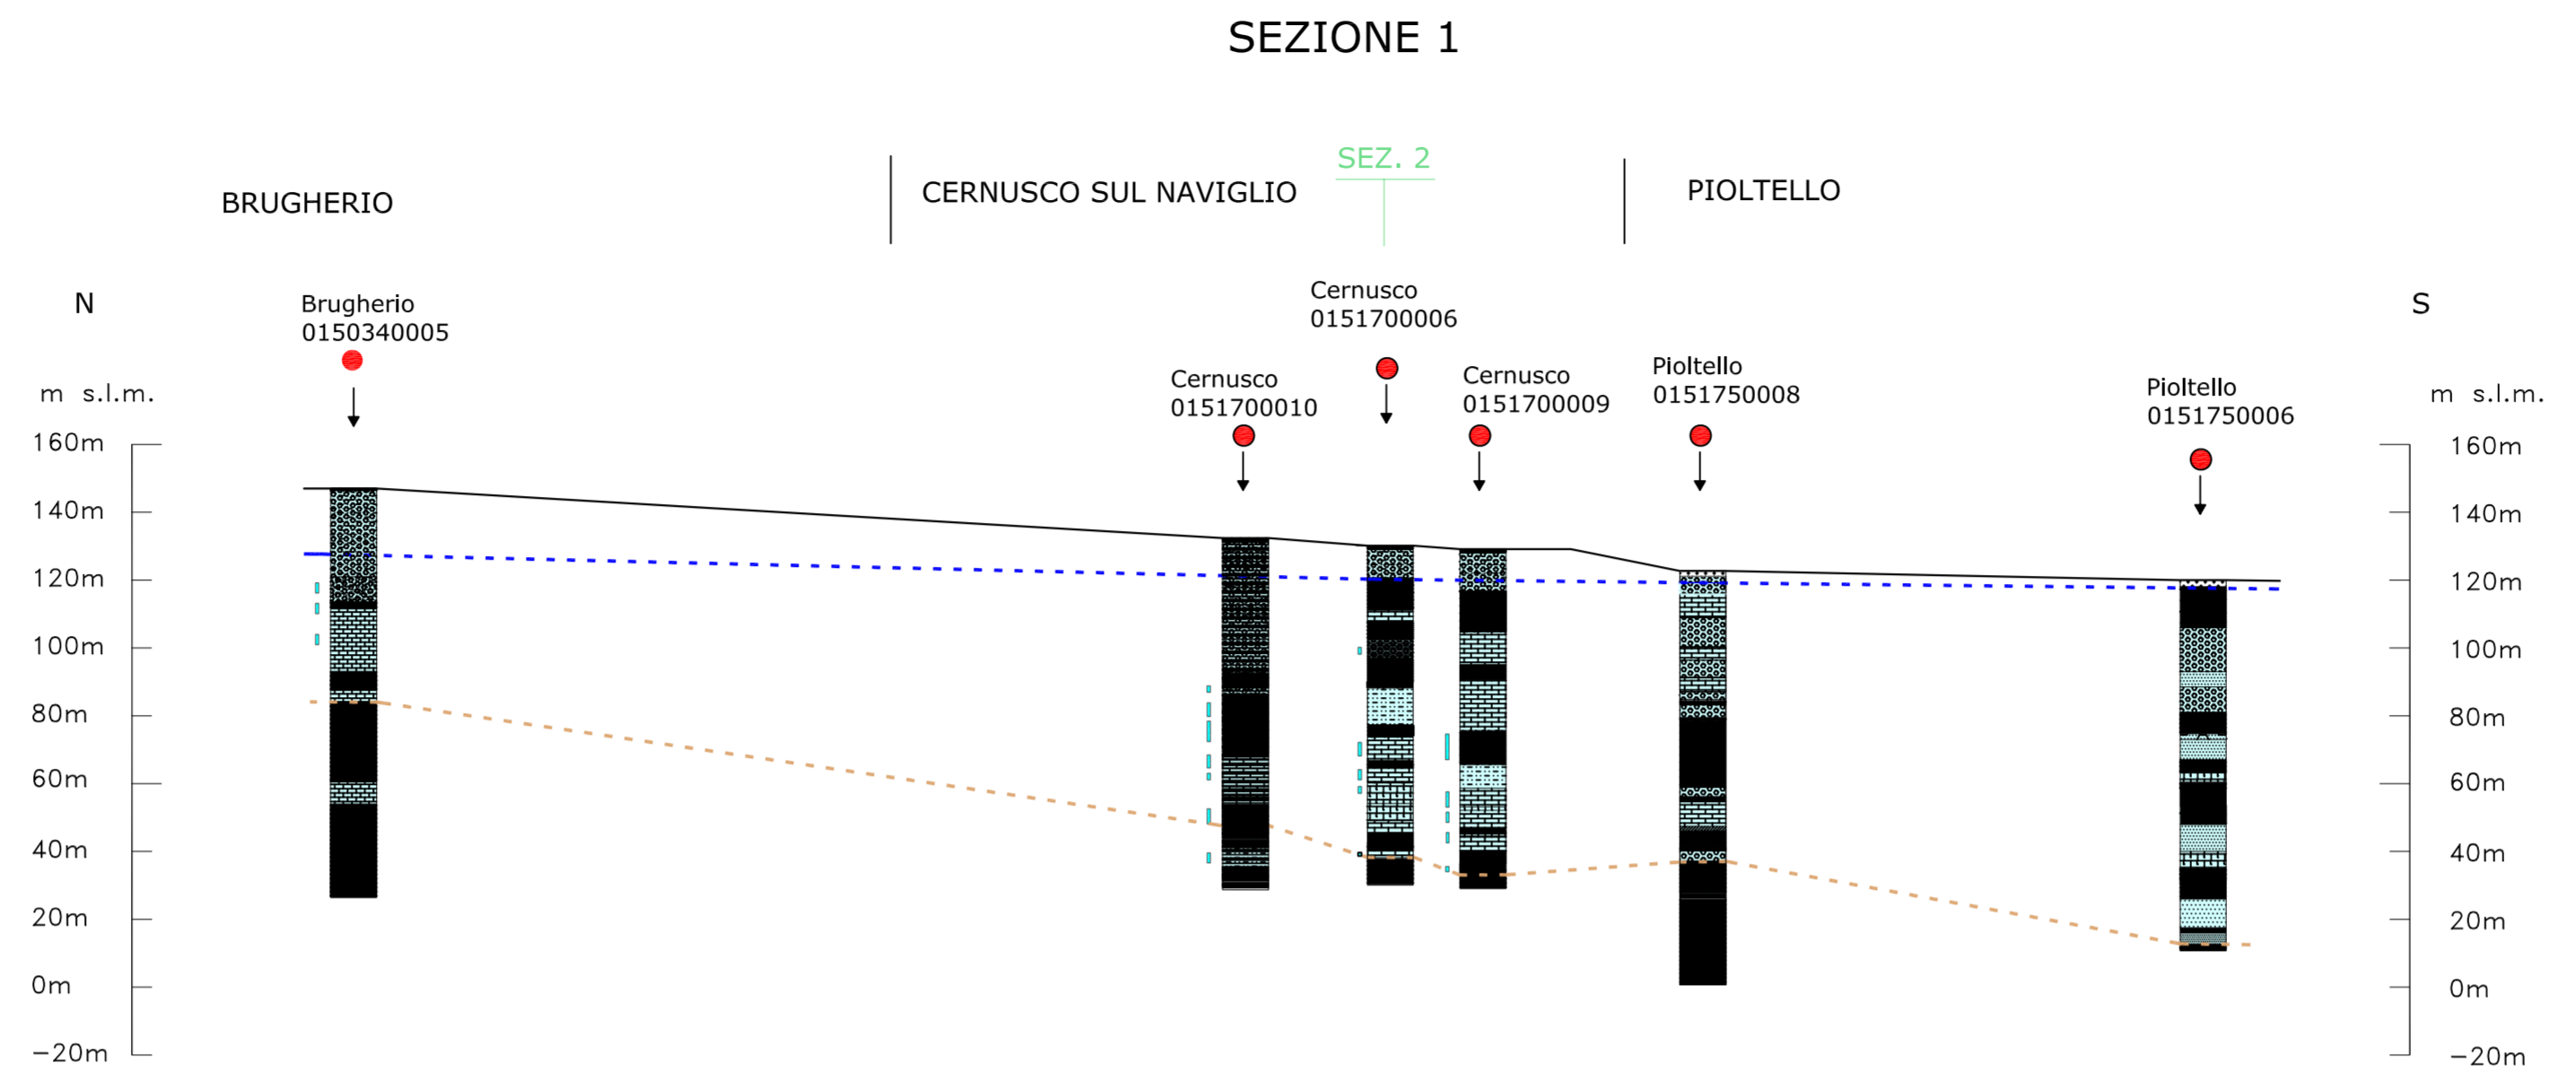 SEZIONE 1
SEZ. 2
BRUGHERIO
CERNUSCO SUL NAVIGLIO
PIOLTELLO
N
S
Brugherio
0150340005
Cernusco
0151700010
Cernusco
0151700006
Cernusco
0151700009
Pioltello
0151750008
Pioltello
0151750006
m s.l.m.
160m
140m
120m
100m
80m
60m
40m
20m
0m
−20m
m s.l.m.
160m
140m
120m
100m
80m
60m
40m
20m
0m
−20m